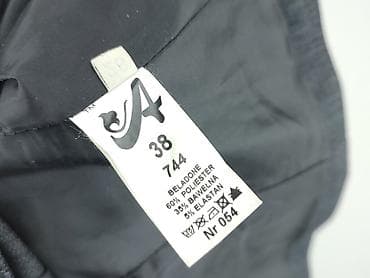 38
744
BELADONE
60% POLIESTER
35% BAWEŁNA
5% ELASTAN
Nr 054